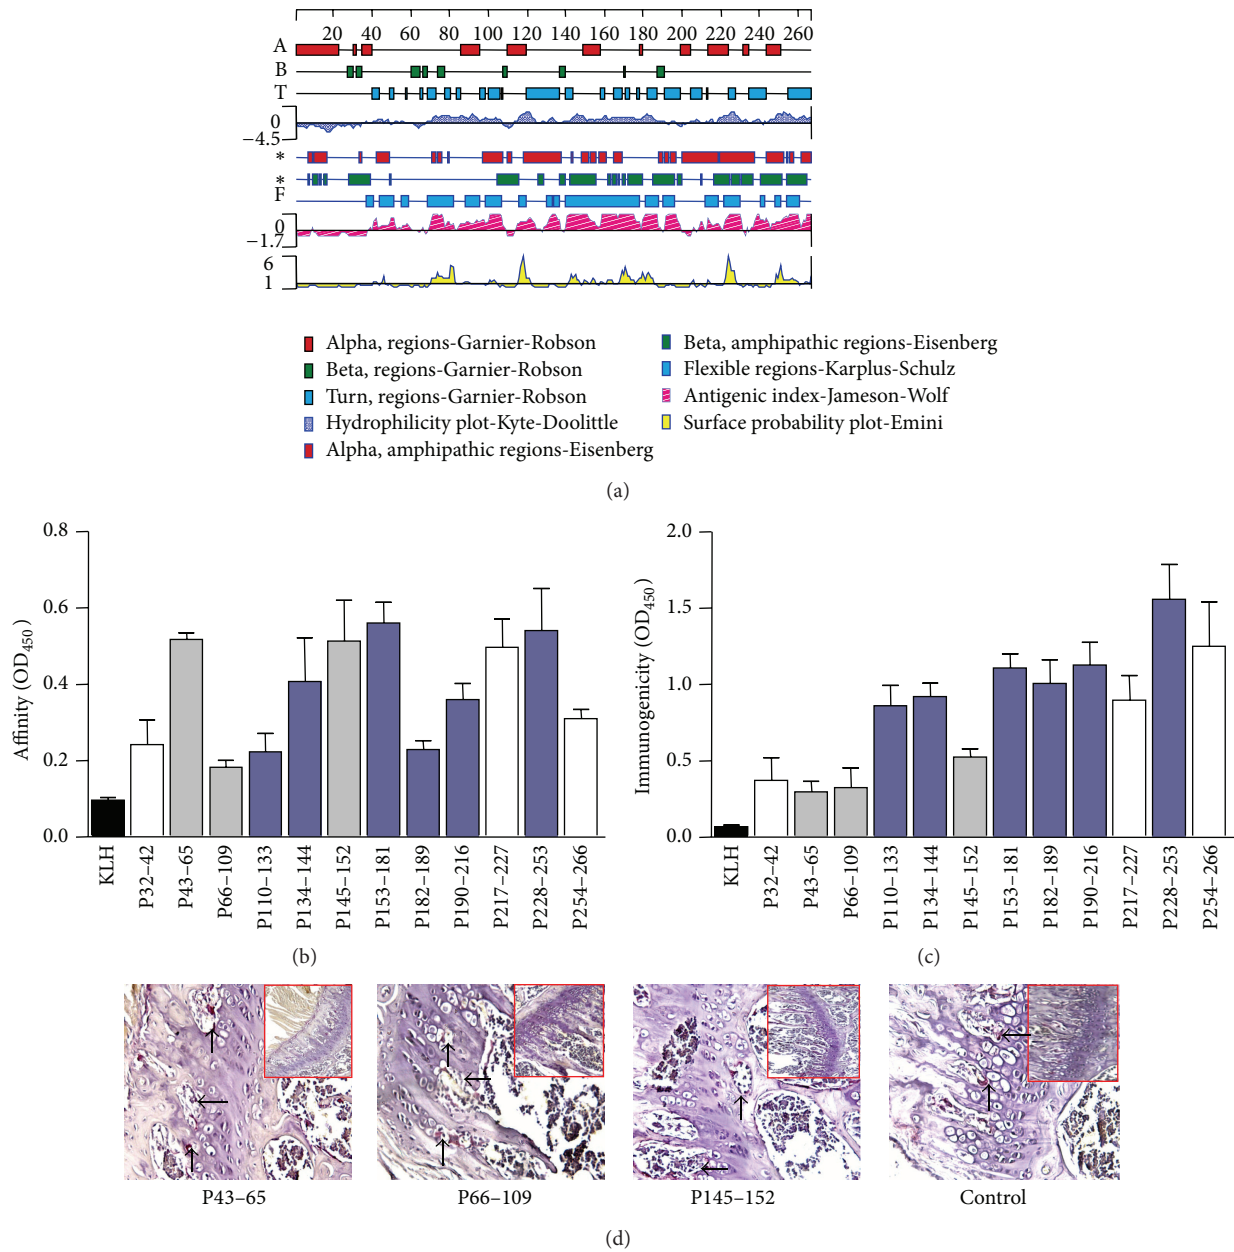 20 40 60 80 100 120 140 160 180 200 220 240 260
A
B
T
0
−4.5
*
*
F
0
−1.7
6
1
Alpha, regions-Garnier-Robson
Beta, regions-Garnier-Robson
Turn, regions-Garnier-Robson
Hydrophilicity plot-Kyte-Doolittle
Alpha, amphipathic regions-Eisenberg
Beta, amphipathic regions-Eisenberg
Flexible regions-Karplus-Schulz
Antigenic index-Jameson-Wolf
Surface probability plot-Emini
(a)
0.8
0.6
0.4
0.2
0.0
Affinity (OD450)
KLH
P32–42
P43–65
P66–109
P110–133
P134–144
P145–152
P153–181
P182–189
P190–216
P217–227
P228–253
P254–266
(b)
2.0
1.5
1.0
0.5
0.0
Immunogenicity (OD450)
KLH
P32–42
P43–65
P66–109
P110–133
P134–144
P145–152
P153–181
P182–189
P190–216
P217–227
P228–253
P254–266
(c)
P43–65
P66–109
P145–152
Control
(d)